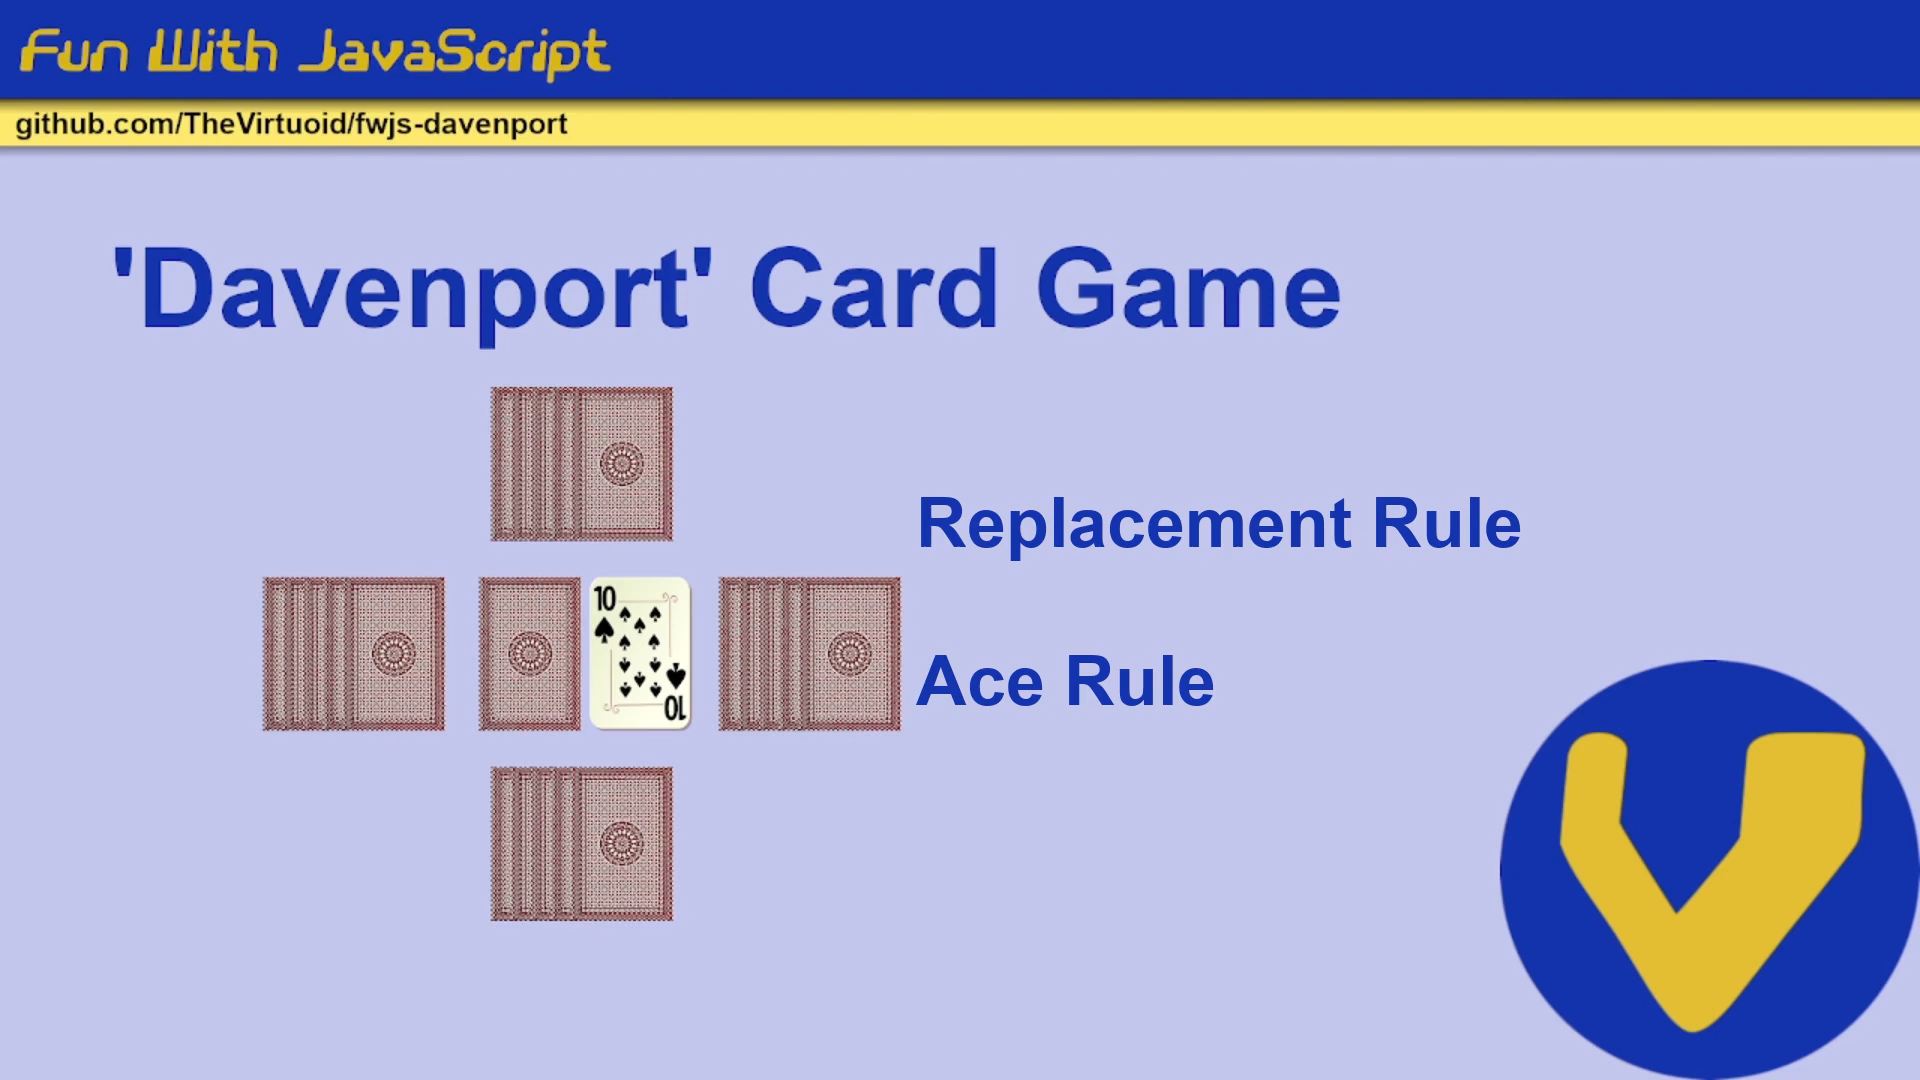 Fun With JavaScript
github.com/TheVirtuoid/fwjs-davenport
'Davenport' Card Game
Replacement Rule
10
10
Ace Rule
V